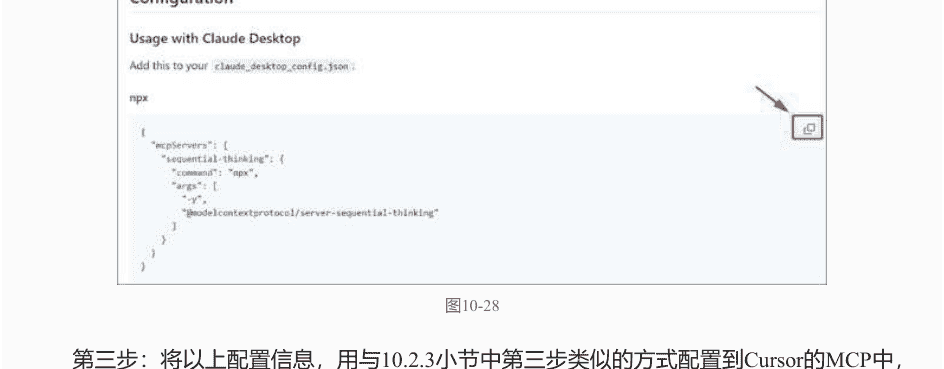 Configuration
Usage with Claude Desktop
Add this to your claude_desktop_config.json:
npx
{
"mcpServers": {
"sequential-thinking": {
"command": "npx",
"args": [
"-y",
"@modelcontextprotocol/server-sequential-thinking"
]
}
}
}
图10-28
第三步：将以上配置信息，用与10.2.3小节中第三步类似的方式配置到Cursor的MCP中，